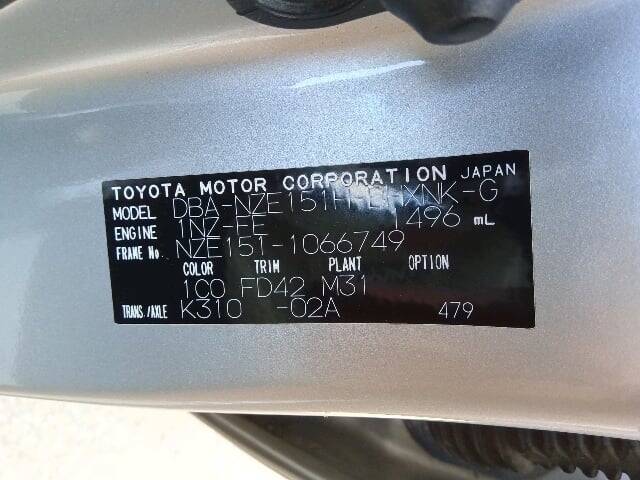 TOYOTA MOTOR CORPORATION JAPAN
MODEL DBA-NZE151H-EHXNK-G
ENGINE 1NZ-FE 1496 mL
FRAME No. NZE151-1066749
COLOR TRIM PLANT OPTION
1C0 FD42 M31
TRANS./AXLE K310 -02A 479